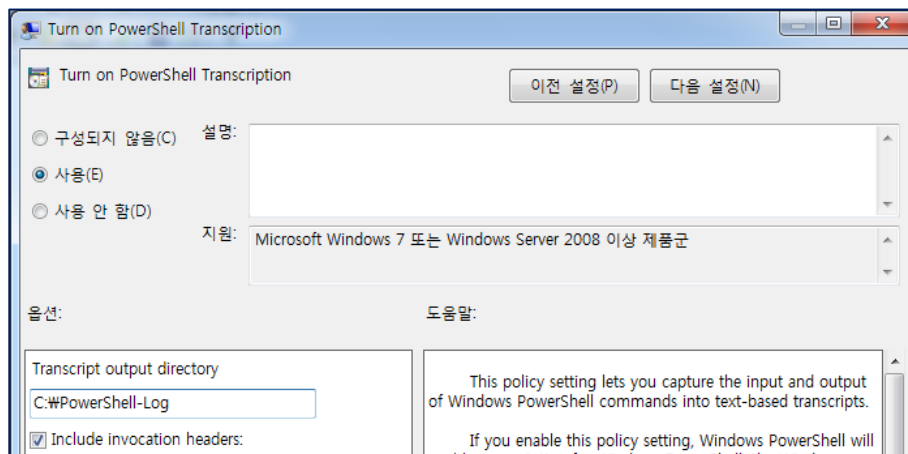 Turn on PowerShell Transcription
Turn on PowerShell Transcription
이전 설정(P)
다음 설정(N)
구성되지 않음(C)
설명:
사용(E)
사용 안 함(D)
지원:
Microsoft Windows 7 또는 Windows Server 2008 이상 제품군
옵션:
도움말:
Transcript output directory
C:₩PowerShell-Log
Include invocation headers:
This policy setting lets you capture the input and output
of Windows PowerShell commands into text-based transcripts.
If you enable this policy setting, Windows PowerShell will